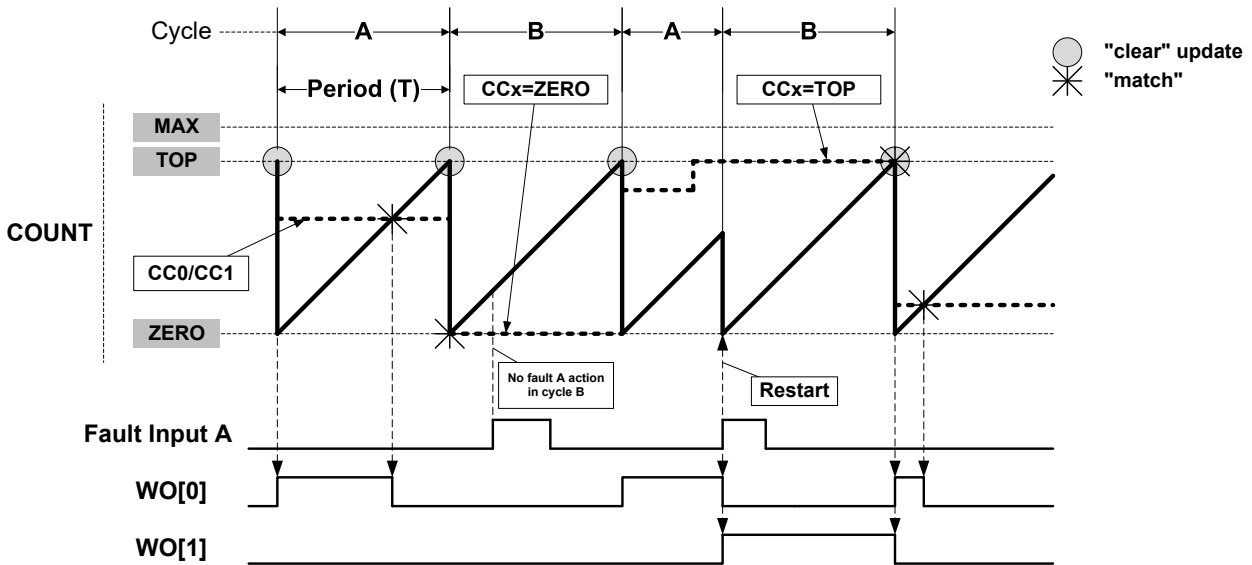 Cycle
A
B
A
B
"clear" update
"match"
Period (T)
CCx=ZERO
CCx=TOP
MAX
TOP
COUNT
CC0/CC1
ZERO
No fault A action
in cycle B
Restart
Fault Input A
WO[0]
WO[1]